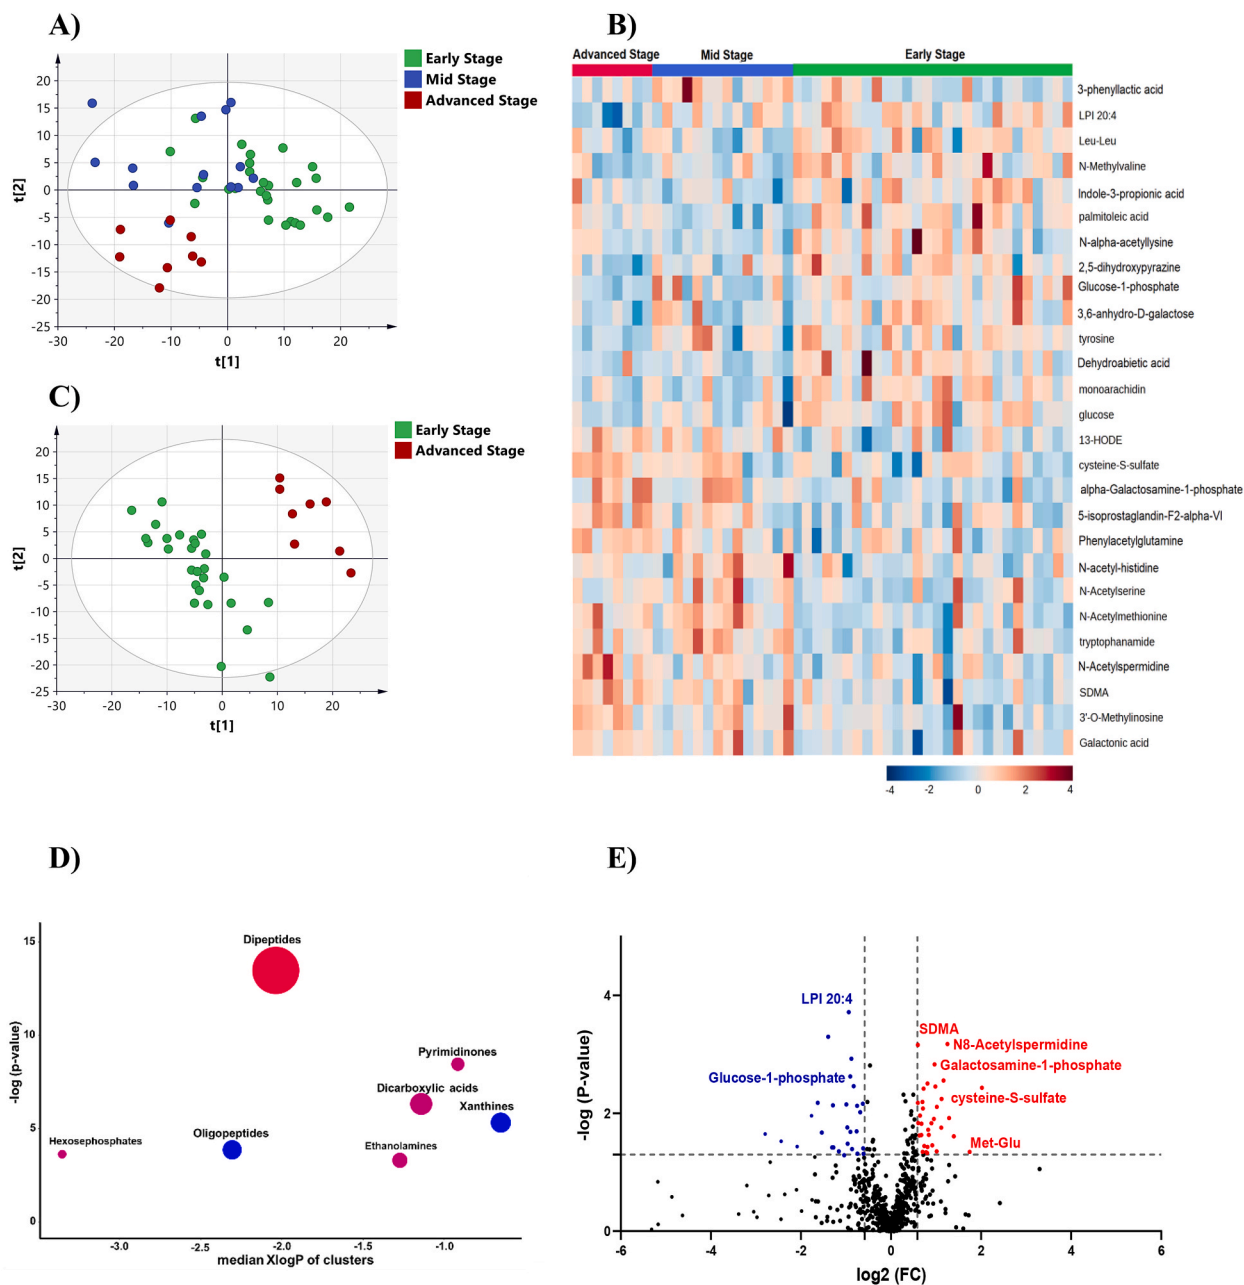 A)
Early Stage
Mid Stage
Advanced Stage
20
15
10
5
0
-5
-10
-15
-20
-25
-30
-20
-10
0
10
20
t[2]
t[1]
B)
Advanced Stage
Mid Stage
Early Stage
3-phenyllactic acid
LPI 20:4
Leu-Leu
N-Methylvaline
Indole-3-propionic acid
palmitoleic acid
N-alpha-acetyllysine
2,5-dihydroxypyrazine
Glucose-1-phosphate
3,6-anhydro-D-galactose
tyrosine
Dehydroabietic acid
monoarachidin
glucose
13-HODE
cysteine-S-sulfate
alpha-Galactosamine-1-phosphate
5-isoprostaglandin-F2-alpha-VI
Phenylacetylglutamine
N-acetyl-histidine
N-Acetylserine
N-Acetylmethionine
tryptophanamide
N-Acetylspermidine
SDMA
3'-O-Methylinosine
Galactonic acid
-4
-2
0
2
4
C)
Early Stage
Advanced Stage
20
15
10
5
0
-5
-10
-15
-20
-25
-30
-20
-10
0
10
20
t[2]
t[1]
D)
15
10
5
0
-log (p-value)
Dipeptides
Pyrimidinones
Dicarboxylic acids
Xanthines
Oligopeptides
Hexosephosphates
Ethanolamines
-3.0
-2.5
-2.0
-1.5
-1.0
median XlogP of clusters
E)
4
2
0
-log (P-value)
LPI 20:4
SDMA
N8-Acetylspermidine
Galactosamine-1-phosphate
Glucose-1-phosphate
cysteine-S-sulfate
Met-Glu
-6
-4
-2
0
2
4
6
log2 (FC)